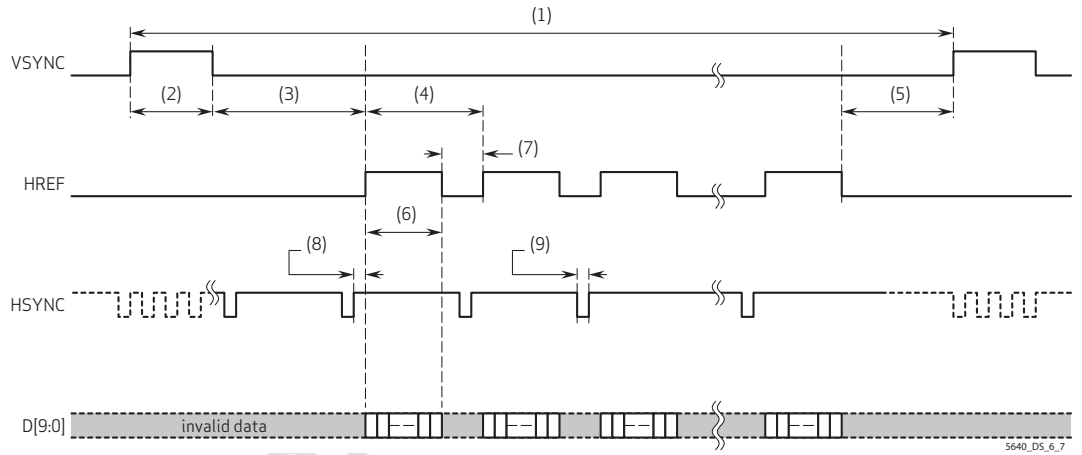 (1)
VSYNC
(2)
(3)
(4)
(5)
(7)
HREF
(6)
(8)
(9)
HSYNC
D[9:0]
invalid data
5640_DS_6_7